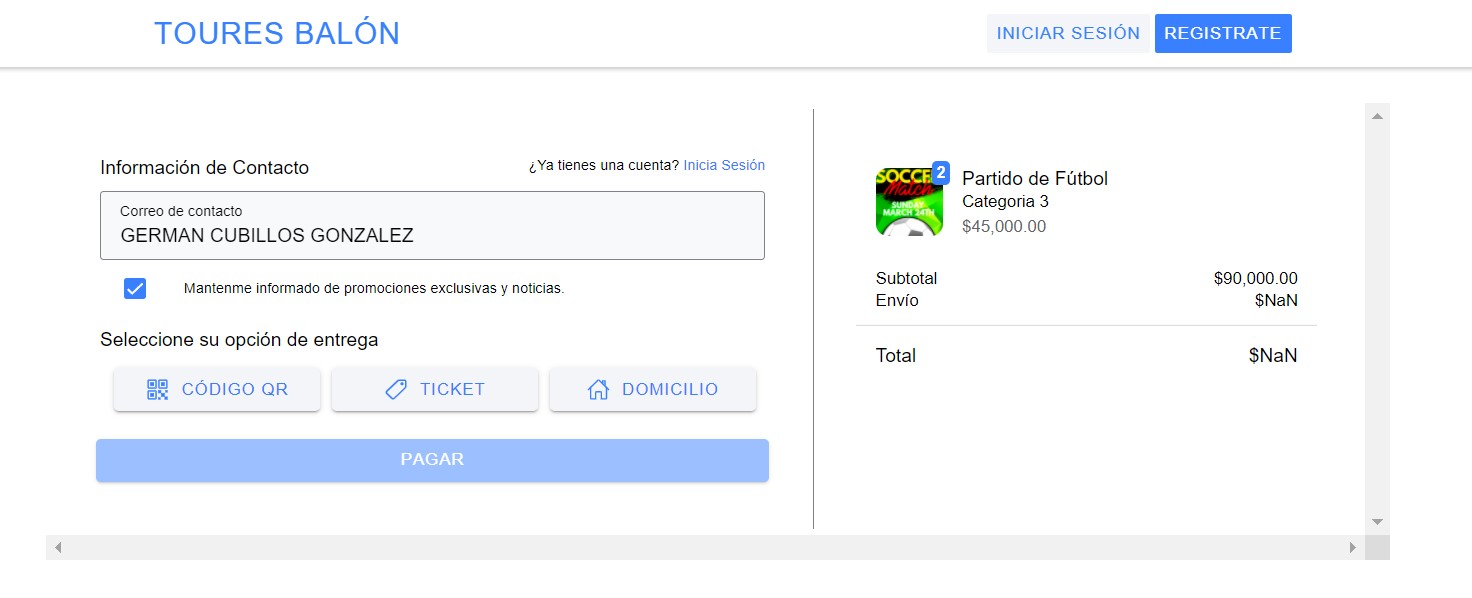 TOURES BALÓN
INICIAR SESIÓN
REGISTRATE
Información de Contacto
¿Ya tienes una cuenta? Inicia Sesión
Correo de contacto
GERMAN CUBILLOS GONZALEZ
Mantenme informado de promociones exclusivas y noticias.
Seleccione su opción de entrega
CÓDIGO QR
TICKET
DOMICILIO
PAGAR
SOCCER
Match
SUNDAY
MARCH 24TH
2
Partido de Fútbol
Categoria 3
$45,000.00
Subtotal $90,000.00
Envío $NaN
Total $NaN